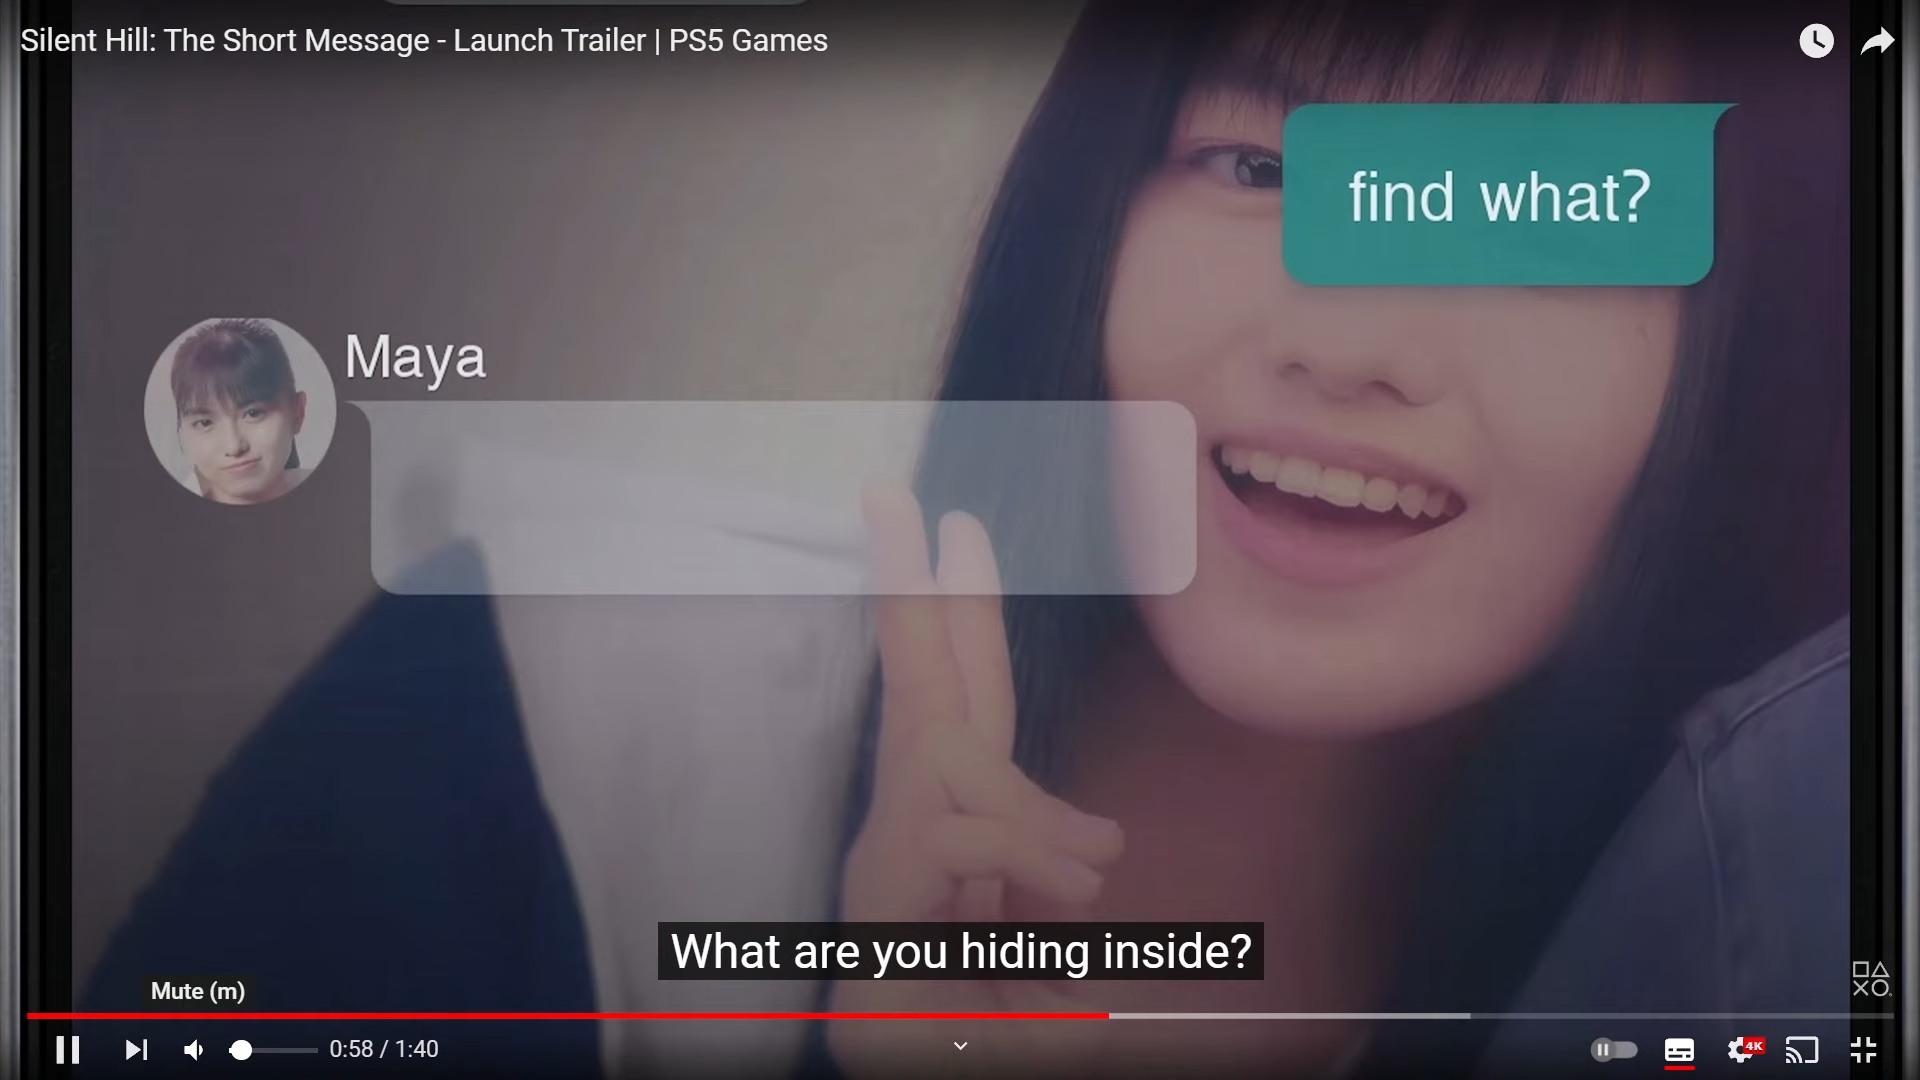 Silent Hill: The Short Message - Launch Trailer | PS5 Games
find what?
Maya
What are you hiding inside?
Mute (m)
0:58 / 1:40
4K